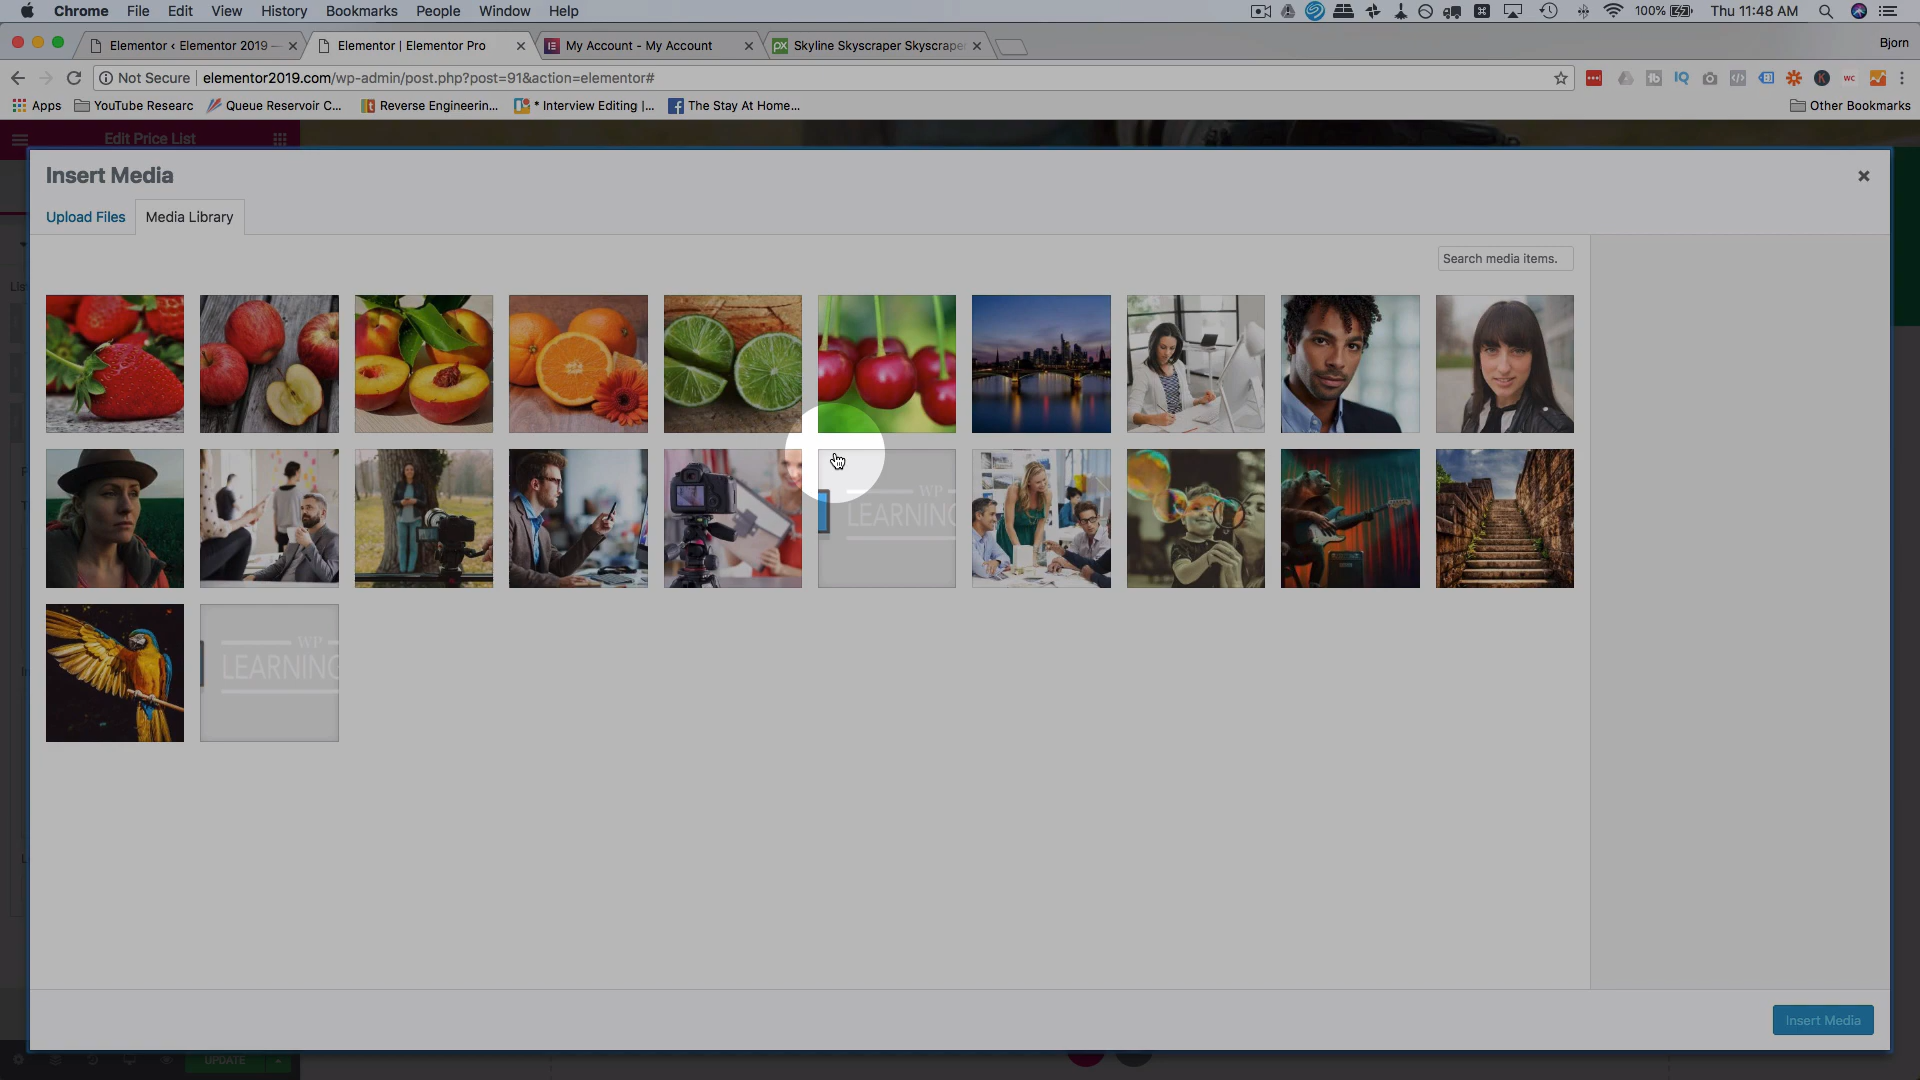 Chrome File Edit View History Bookmarks People Window Help 100% Thu 11:48 AM
Elementor ‹ Elementor 2019 — Elementor | Elementor Pro My Account - My Account Skyline Skyscraper Skyscraper Bjorn
Not Secure elementor2019.com/wp-admin/post.php?post=91&action=elementor#
Apps YouTube Researc Queue Reservoir C... Reverse Engineerin... * Interview Editing |... The Stay At Home... Other Bookmarks
Edit Price List
Insert Media
Upload Files Media Library
Search media items.
WP
LEARNING
WP
LEARNING
UPDATE
Insert Media